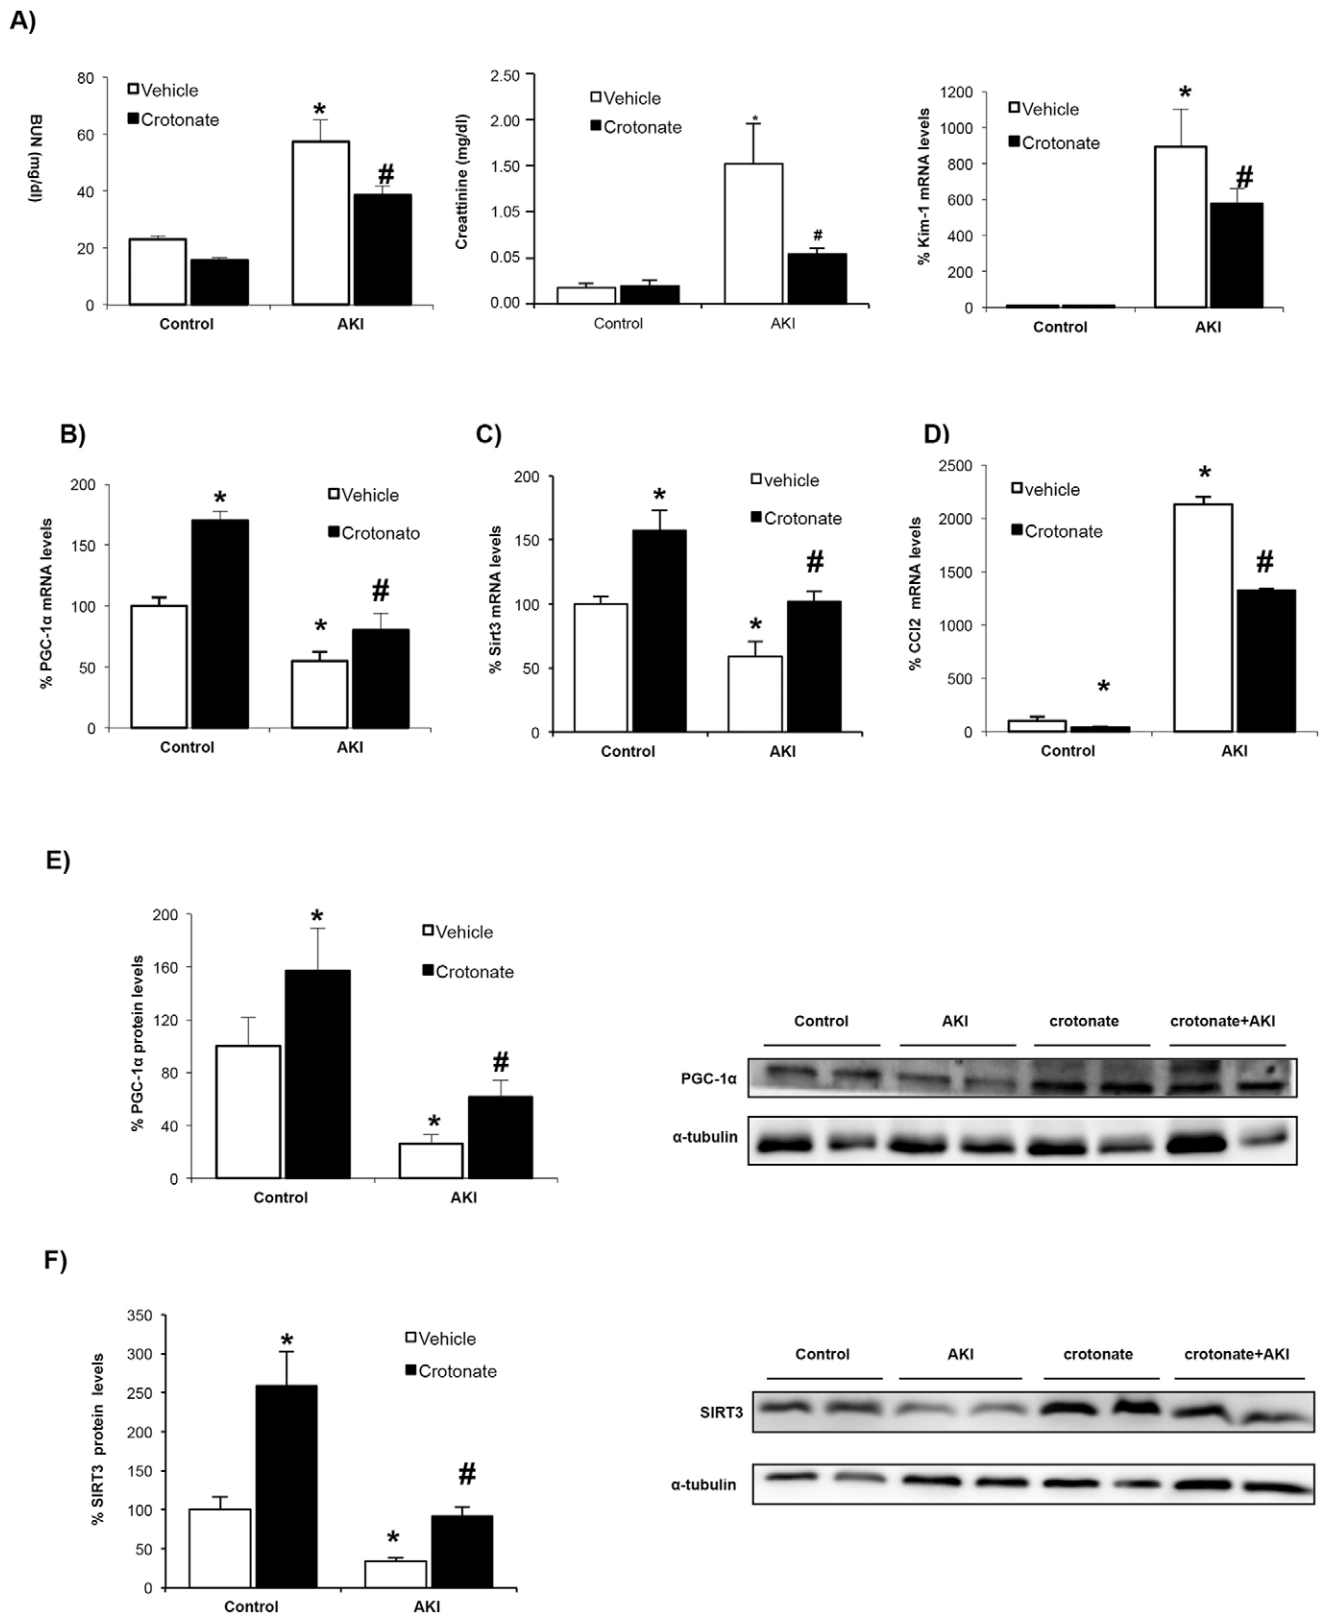 A)
BUN (mg/dl)
80
60
40
20
0
Vehicle
Crotonate
*
#
Control
AKI
Creattinine (mg/dl)
2.50
2.00
1.50
1.05
0.05
0.00
Vehicle
Crotonate
*
#
Control
AKI
% Kim-1 mRNA levels
1200
1000
800
600
400
200
0
Vehicle
Crotonate
*
#
Control
AKI
B)
% PGC-1α mRNA levels
200
150
100
50
0
Vehicle
Crotonato
*
*
#
Control
AKI
C)
% Sirt3 mRNA levels
200
150
100
50
0
vehicle
Crotonate
*
*
#
Control
AKI
D)
% CCl2 mRNA levels
2500
2000
1500
1000
500
0
vehicle
Crotonate
*
*
#
Control
AKI
E)
% PGC-1α protein levels
200
160
120
80
40
0
Vehicle
Crotonate
*
*
#
Control
AKI
Control AKI crotonate crotonate+AKI
PGC-1α
α-tubulin
F)
% SIRT3 protein levels
350
300
250
200
150
100
50
0
Vehicle
Crotonate
*
*
#
Control
AKI
Control AKI crotonate crotonate+AKI
SIRT3
α-tubulin